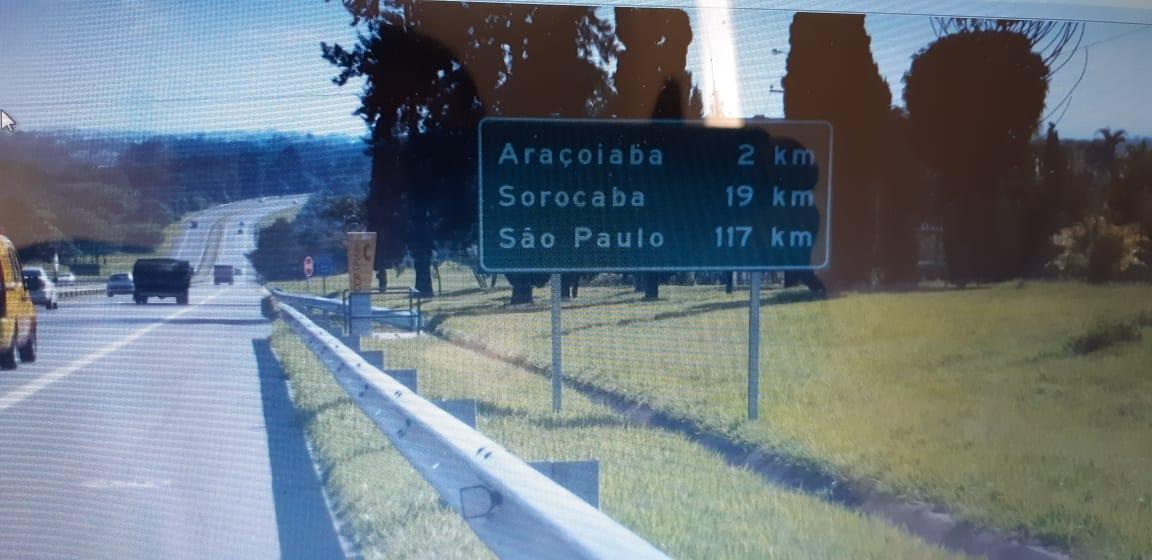 Araçoiaba 2 km
Sorocaba 19 km
São Paulo 117 km